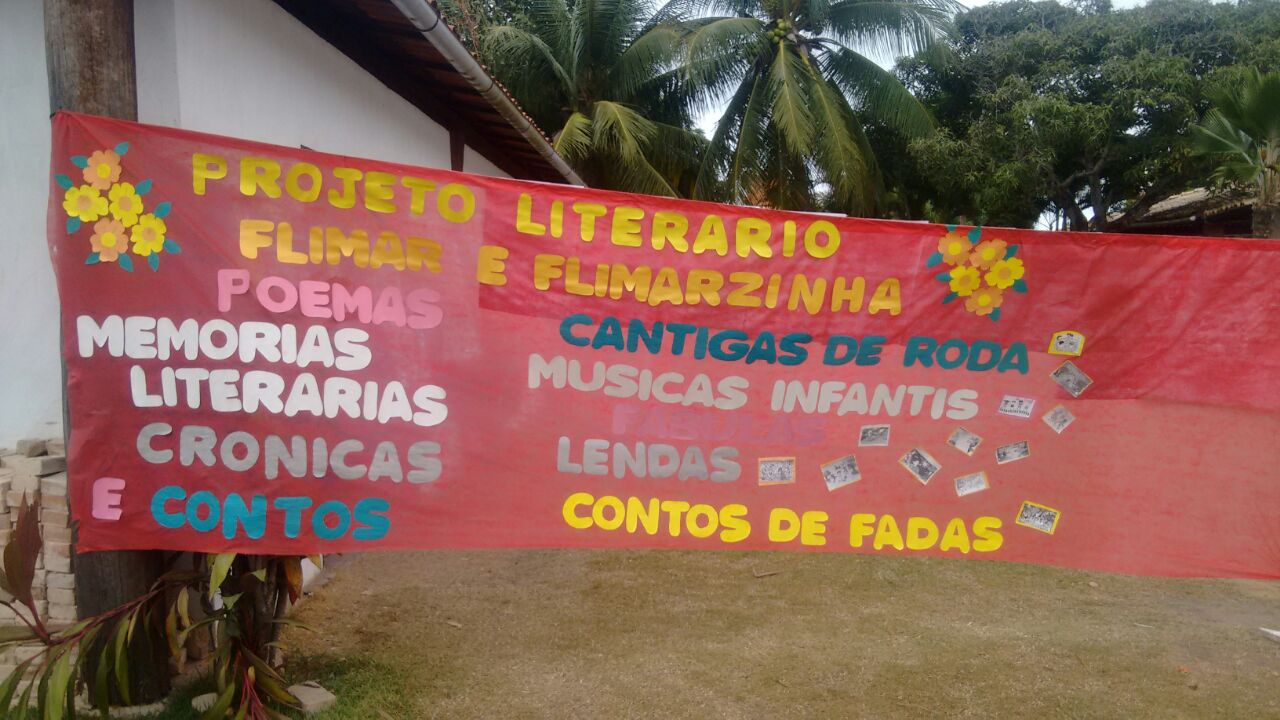 PROJETO LITERARIO
FLIMAR E FLIMARZINHA
POEMAS
MEMORIAS
LITERARIAS
CRONICAS
E CONTOS
CANTIGAS DE RODA
MUSICAS INFANTIS
FABULAS
LENDAS
CONTOS DE FADAS